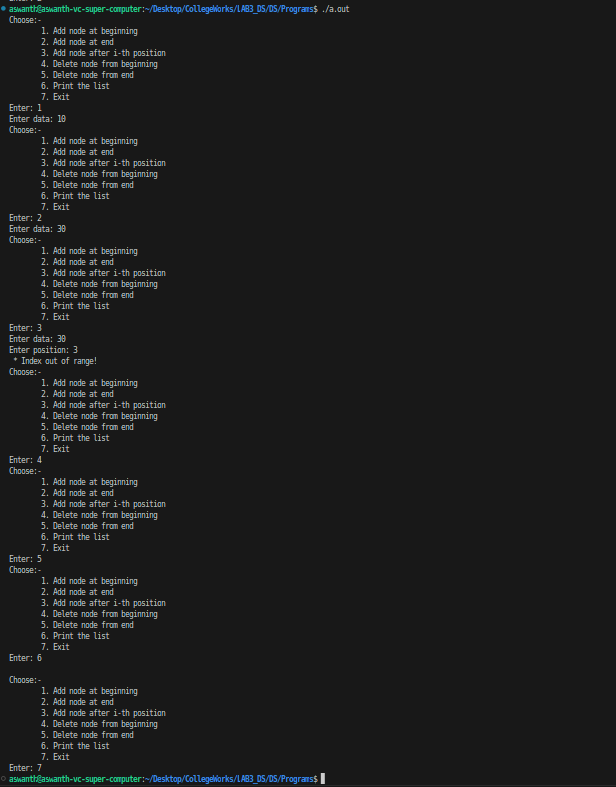 aswanth@aswanth-vc-super-computer:~/Desktop/CollegeWorks/LAB3_DS/DS/Programs$ ./a.out
Choose:-
1. Add node at beginning
2. Add node at end
3. Add node after i-th position
4. Delete node from beginning
5. Delete node from end
6. Print the list
7. Exit
Enter: 1
Enter data: 10
Choose:-
1. Add node at beginning
2. Add node at end
3. Add node after i-th position
4. Delete node from beginning
5. Delete node from end
6. Print the list
7. Exit
Enter: 2
Enter data: 30
Choose:-
1. Add node at beginning
2. Add node at end
3. Add node after i-th position
4. Delete node from beginning
5. Delete node from end
6. Print the list
7. Exit
Enter: 3
Enter data: 30
Enter position: 3
* Index out of range!
Choose:-
1. Add node at beginning
2. Add node at end
3. Add node after i-th position
4. Delete node from beginning
5. Delete node from end
6. Print the list
7. Exit
Enter: 4
Choose:-
1. Add node at beginning
2. Add node at end
3. Add node after i-th position
4. Delete node from beginning
5. Delete node from end
6. Print the list
7. Exit
Enter: 5
Choose:-
1. Add node at beginning
2. Add node at end
3. Add node after i-th position
4. Delete node from beginning
5. Delete node from end
6. Print the list
7. Exit
Enter: 6
Choose:-
1. Add node at beginning
2. Add node at end
3. Add node after i-th position
4. Delete node from beginning
5. Delete node from end
6. Print the list
7. Exit
Enter: 7
aswanth@aswanth-vc-super-computer:~/Desktop/CollegeWorks/LAB3_DS/DS/Programs$